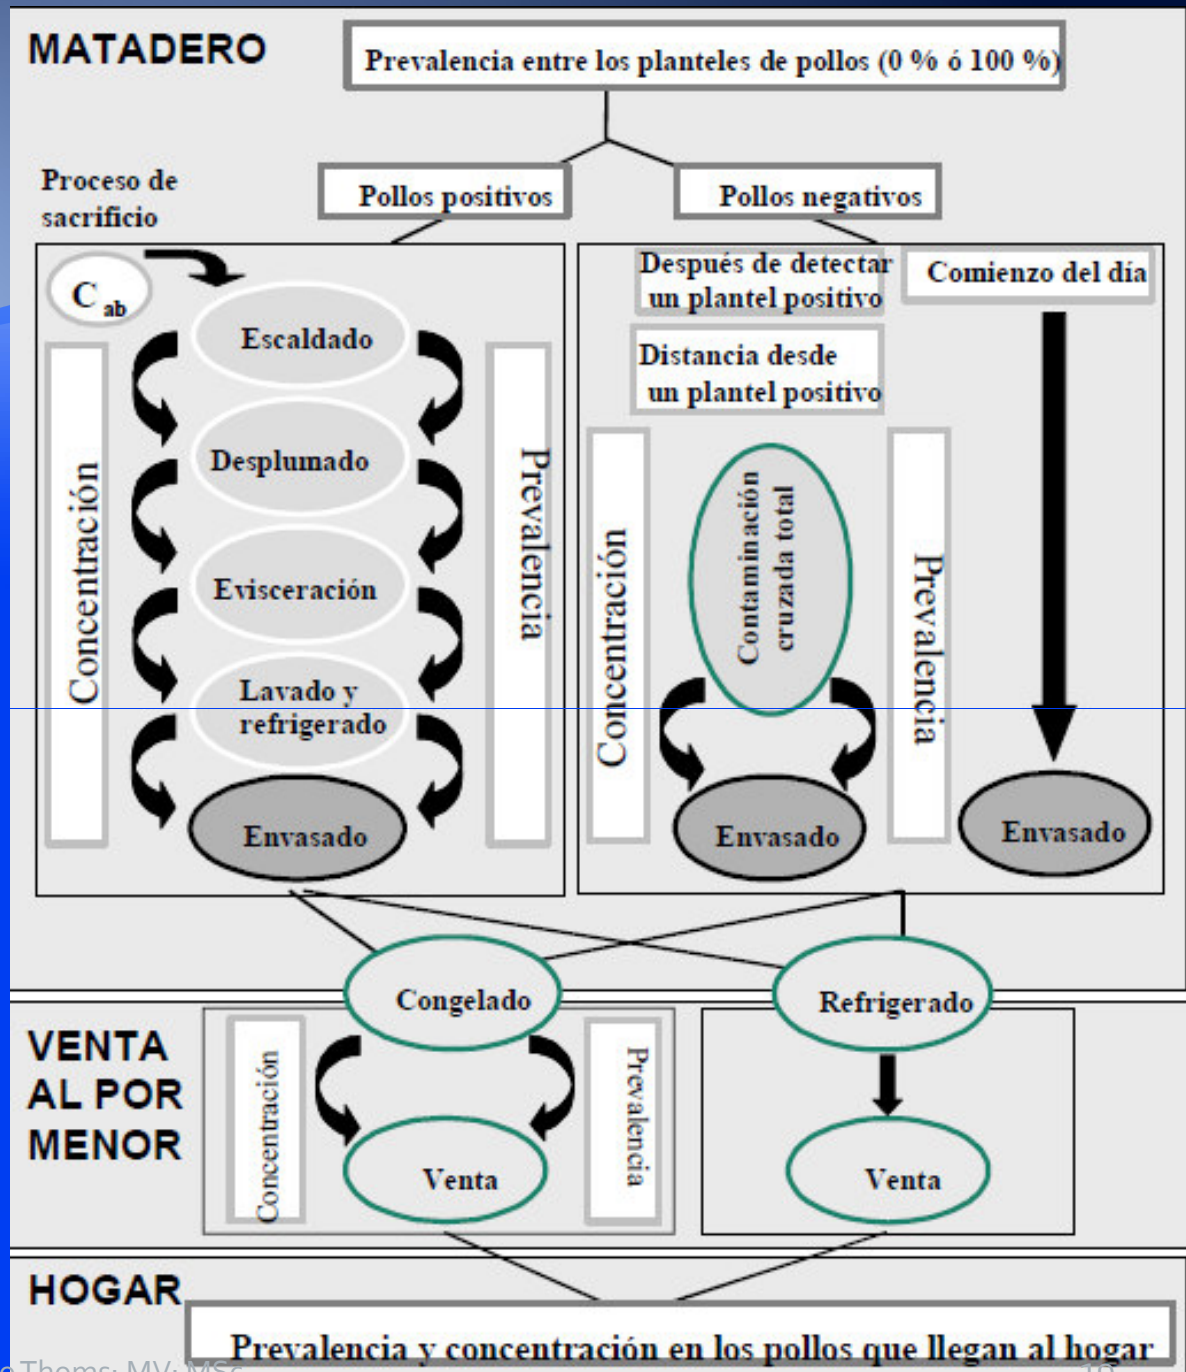 MATADERO
Prevalencia entre los planteles de pollos (0 % ó 100 %)
Proceso de
sacrificio
Pollos positivos
Pollos negativos
C ab
Escaldado
Desplumado
Evisceración
Lavado y
refrigerado
Envasado
Concentración
Prevalencia
Después de detectar
un plantel positivo
Distancia desde
un plantel positivo
Comienzo del día
Concentración
Contaminación
cruzada total
Prevalencia
Envasado
Envasado
Congelado
Refrigerado
VENTA
AL POR
MENOR
Concentración
Prevalencia
Venta
Venta
HOGAR
Prevalencia y concentración en los pollos que llegan al hogar
Thoms; MV; MSc